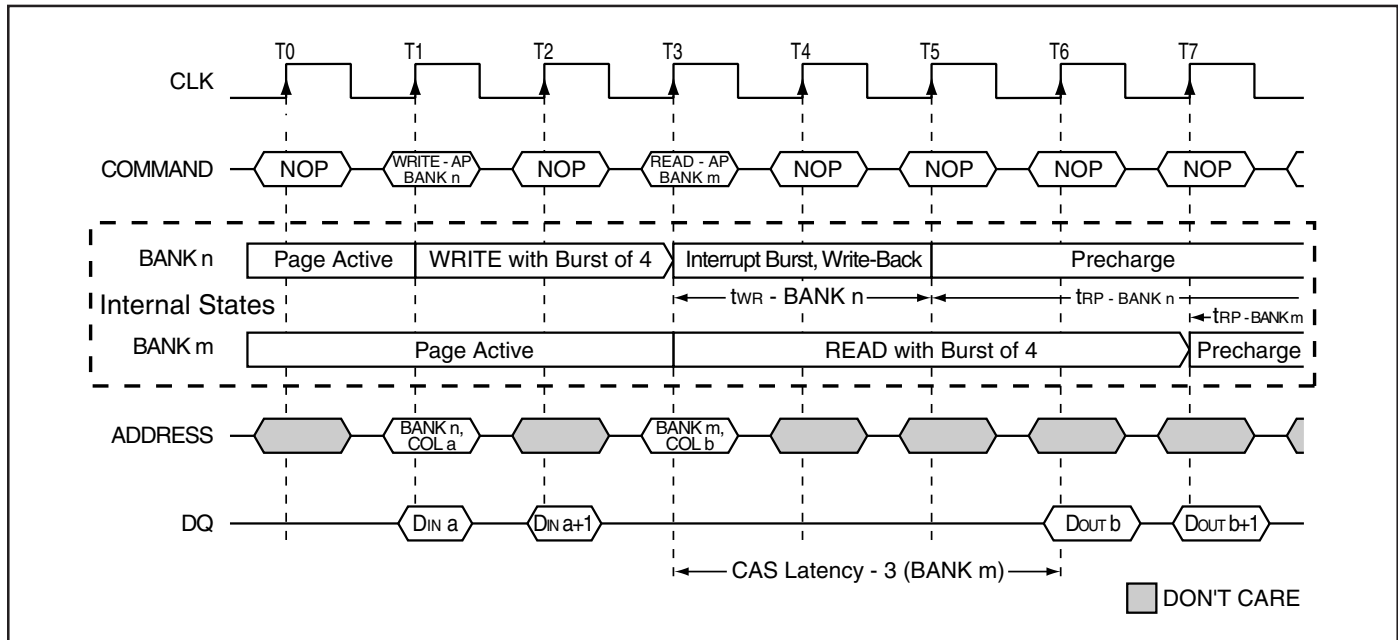 T0 T1 T2 T3 T4 T5 T6 T7
CLK
COMMAND NOP WRITE - AP BANK n NOP READ - AP BANK m NOP NOP NOP NOP
BANK n Page Active WRITE with Burst of 4 Interrupt Burst, Write-Back Precharge
tWR - BANK n tRP - BANK n
Internal States
tRP - BANK m
BANK m Page Active READ with Burst of 4 Precharge
ADDRESS BANK n, COL a BANK m, COL b
DQ DIN a DIN a+1 DOUT b DOUT b+1
CAS Latency - 3 (BANK m)
DON'T CARE